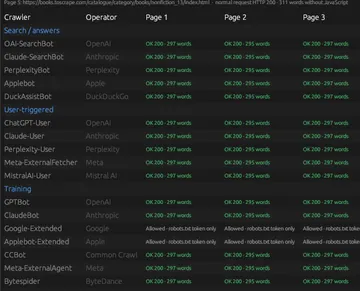 Page 5: https://books.toscrape.com/catalogue/category/books/nonfiction_13/index.html · normal request HTTP 200 · 311 words without JavaScript
Crawler Operator Page 1 Page 2 Page 3
Search / answers
OAI-SearchBot OpenAI OK 200 · 297 words OK 200 · 297 words OK 200 · 297 words
Claude-SearchBot Anthropic OK 200 · 297 words OK 200 · 297 words OK 200 · 297 words
PerplexityBot Perplexity OK 200 · 297 words OK 200 · 297 words OK 200 · 297 words
Applebot Apple OK 200 · 297 words OK 200 · 297 words OK 200 · 297 words
DuckAssistBot DuckDuckGo OK 200 · 297 words OK 200 · 297 words OK 200 · 297 words
User-triggered
ChatGPT-User OpenAI OK 200 · 297 words OK 200 · 297 words OK 200 · 297 words
Claude-User Anthropic OK 200 · 297 words OK 200 · 297 words OK 200 · 297 words
Perplexity-User Perplexity OK 200 · 297 words OK 200 · 297 words OK 200 · 297 words
Meta-ExternalFetcher Meta OK 200 · 297 words OK 200 · 297 words OK 200 · 297 words
MistralAI-User Mistral AI OK 200 · 297 words OK 200 · 297 words OK 200 · 297 words
Training
GPTBot OpenAI OK 200 · 297 words OK 200 · 297 words OK 200 · 297 words
ClaudeBot Anthropic OK 200 · 297 words OK 200 · 297 words OK 200 · 297 words
Google-Extended Google Allowed · robots.txt token only Allowed · robots.txt token only Allowed · robots.txt
Applebot-Extended Apple Allowed · robots.txt token only Allowed · robots.txt token only Allowed · robots.txt
CCBot Common Crawl OK 200 · 297 words OK 200 · 297 words OK 200 · 297 words
Meta-ExternalAgent Meta OK 200 · 297 words OK 200 · 297 words OK 200 · 297 words
Bytespider ByteDance OK 200 · 297 words OK 200 · 297 words OK 200 · 297 words